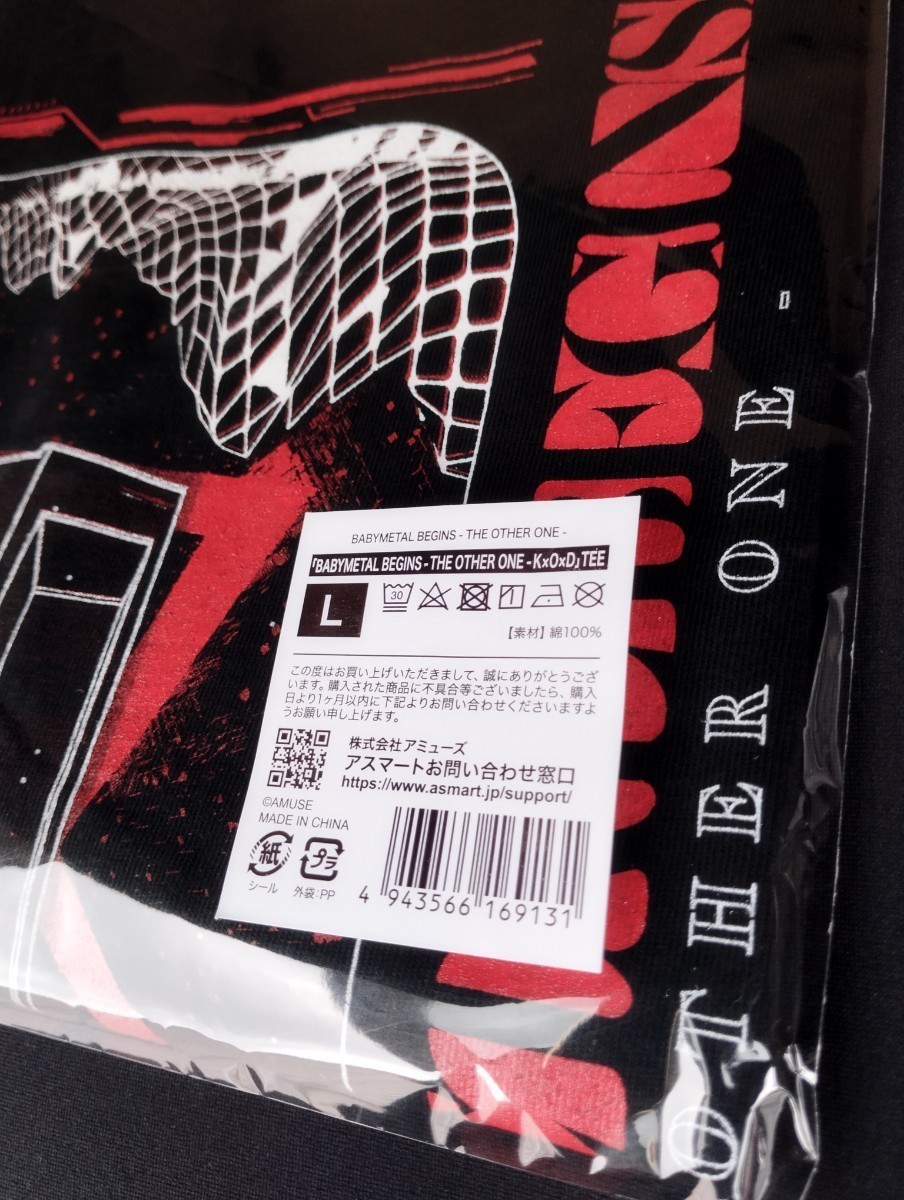 BABYMETAL BEGINS - THE OTHER ONE -
『BABYMETAL BEGINS - THE OTHER ONE - KxOxD』TEE
L
30
【素材】綿100%
この度はお買い上げいただきまして、誠にありがとうござ
います。購入された商品に不具合等ございましたら、購入
日より1ヶ月以内に下記よりお問い合わせくださいますよ
うお願い申し上げます。
株式会社アミューズ
アスマートお問い合わせ窓口
https://www.asmart.jp/support/
©AMUSE
MADE IN CHINA
紙
シール
プラ
外袋:PP
4 943566 169131
OTHER ONE -